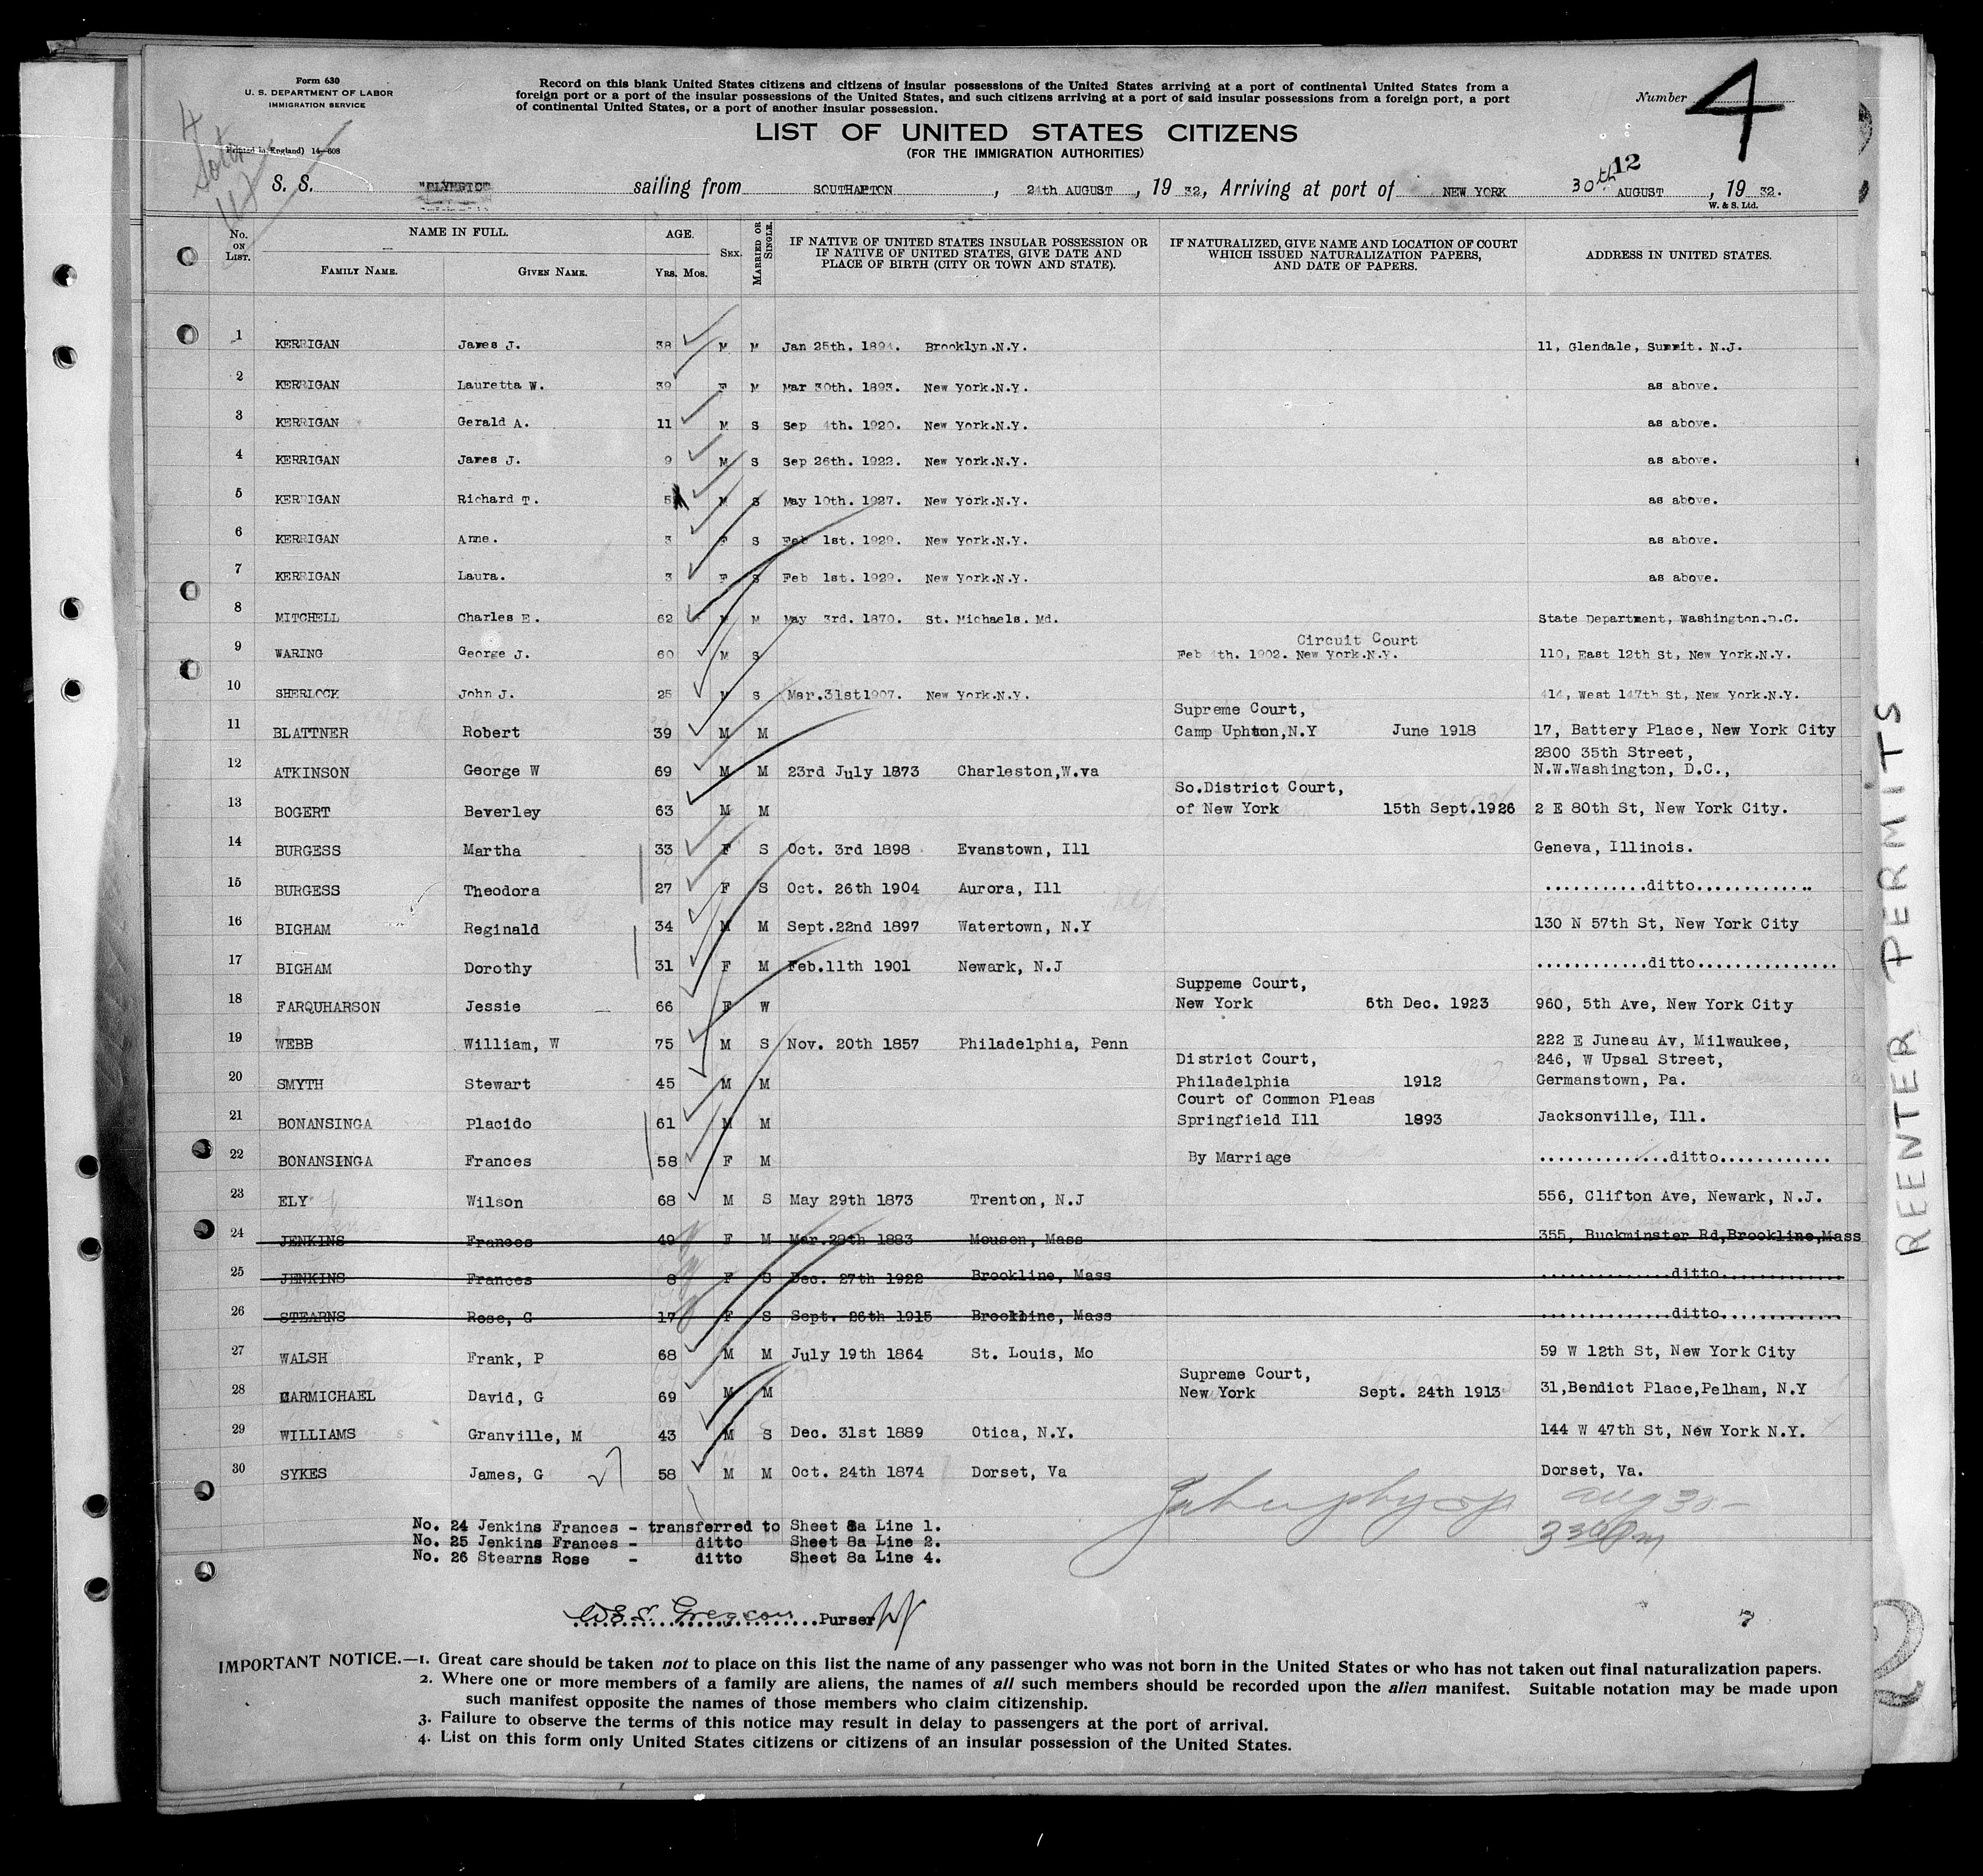 Form 630
U. S. DEPARTMENT OF LABOR
IMMIGRATION SERVICE
Printed in England) 14-608
Record on this blank United States citizens and citizens of insular possessions of the United States arriving at a port of continental United States from a
foreign port or a port of the insular possessions of the United States, and such citizens arriving at a port of said insular possessions from a foreign port, a port
of continental United States, or a port of another insular possession.
Number 4
LIST OF UNITED STATES CITIZENS
(FOR THE IMMIGRATION AUTHORITIES)
12
S. S. "OLYMPIC" sailing from SOUTHAMPTON, 24th AUGUST, 19 32, Arriving at port of NEW YORK 30th AUGUST, 19 32.
W. & S. Ltd.
No. ON LIST. NAME IN FULL. FAMILY NAME. GIVEN NAME. AGE. YRS. MOS. SEX. MARRIED OR SINGLE. IF NATIVE OF UNITED STATES INSULAR POSSESSION OR IF NATIVE OF UNITED STATES, GIVE DATE AND PLACE OF BIRTH (CITY OR TOWN AND STATE). IF NATURALIZED, GIVE NAME AND LOCATION OF COURT WHICH ISSUED NATURALIZATION PAPERS, AND DATE OF PAPERS. ADDRESS IN UNITED STATES.
1 KERRIGAN James J. 38 M M Jan 25th. 1894. Brooklyn.N.Y. 11, Glendale, Summit. N.J.
2 KERRIGAN Lauretta W. 39 F M Mar 30th. 1893. New York.N.Y. as above.
3 KERRIGAN Gerald A. 11 M S Sep 4th. 1920. New York.N.Y. as above.
4 KERRIGAN James J. 9 M S Sep 26th. 1922. New York.N.Y. as above.
5 KERRIGAN Richard T. 5 M S May 10th. 1927. New York.N.Y. as above.
6 KERRIGAN Anne. 3 F S Feb 1st. 1929. New York.N.Y. as above.
7 KERRIGAN Laura. 3 F S Feb 1st. 1929. New York.N.Y. as above.
8 MITCHELL Charles E. 62 M M May 3rd. 1870. St. Michaels. Md. State Department, Washington.D.C.
Circuit Court
9 WARING George J. 60 M S Feb 4th. 1902. New York.N.Y. 110, East 12th St, New York.N.Y.
10 SHERLOCK John J. 25 M S Mar.31st1907. New York.N.Y. 414, West 147th St, New York.N.Y.
Supreme Court,
11 BLATTNER Robert 39 M M Camp Uphton,N.Y June 1918 17, Battery Place, New York City
2800 35th Street,
12 ATKINSON George W 69 M M 23rd July 1873 Charleston,W.va N.W.Washington, D.C.,
So.District Court,
13 BOGERT Beverley 63 M M of New York 15th Sept.1926 2 E 80th St, New York City.
14 BURGESS Martha 33 F S Oct. 3rd 1898 Evanstown, Ill Geneva, Illinois.
15 BURGESS Theodora 27 F S Oct. 26th 1904 Aurora, Ill ...........ditto.............
16 BIGHAM Reginald 34 M M Sept.22nd 1897 Watertown, N.Y 130 N 57th St, New York City
17 BIGHAM Dorothy 31 F M Feb.11th 1901 Newark, N.J ............ditto...............
Suppeme Court,
18 FARQUHARSON Jessie 66 F W New York 6th Dec. 1923 960, 5th Ave, New York City
19 WEBB William, W 75 M S Nov. 20th 1857 Philadelphia, Penn 222 E Juneau Av, Milwaukee,
District Court, 246, W Upsal Street,
20 SMYTH Stewart 45 M M Philadelphia 1912 Germanstown, Pa.
Court of Common Pleas
21 BONANSINGA Placido 61 M M Springfield Ill 1893 Jacksonville, Ill.
22 BONANSINGA Frances 58 F M By Marriage ..............ditto............
23 ELY Wilson 68 M S May 29th 1873 Trenton, N.J 556, Clifton Ave, Newark, N.J.
24 JENKINS Frances 49 F M Mar.28th 1883 Mousen, Mass 355, Buckminster Rd,Brookline,Mass
25 JENKINS Frances 8 F S Dec. 27th 1922 Brookline, Mass ..............ditto.............
26 STEARNS Rose, G 17 F S Sept. 26th 1915 Brookline, Mass ..............ditto.............
27 WALSH Frank, P 68 M M July 19th 1864 St. Louis, Mo 59 W 12th St, New York City
Supreme Court,
28 CARMICHAEL David, G 69 M M New York Sept. 24th 1913 31,Bendict Place,Pelham, N.Y
29 WILLIAMS Granville, M 43 M S Dec. 31st 1889 Otica, N.Y. 144 W 47th St, New York N.Y.
30 SYKES James, G 58 M M Oct. 24th 1874 Dorset, Va Dorset, Va.
27
Aug 30-
3 30 Pm
No. 24 Jenkins Frances - transferred to Sheet 8a Line 1.
No. 25 Jenkins Frances - ditto Sheet 8a Line 2.
No. 26 Stearns Rose - ditto Sheet 8a Line 4.
W.E.S. Gregson Purser
7
IMPORTANT NOTICE.—1. Great care should be taken not to place on this list the name of any passenger who was not born in the United States or who has not taken out final naturalization papers.
2. Where one or more members of a family are aliens, the names of all such members should be recorded upon the alien manifest. Suitable notation may be made upon
such manifest opposite the names of those members who claim citizenship.
3. Failure to observe the terms of this notice may result in delay to passengers at the port of arrival.
4. List on this form only United States citizens or citizens of an insular possession of the United States.
REENTER PERMITS